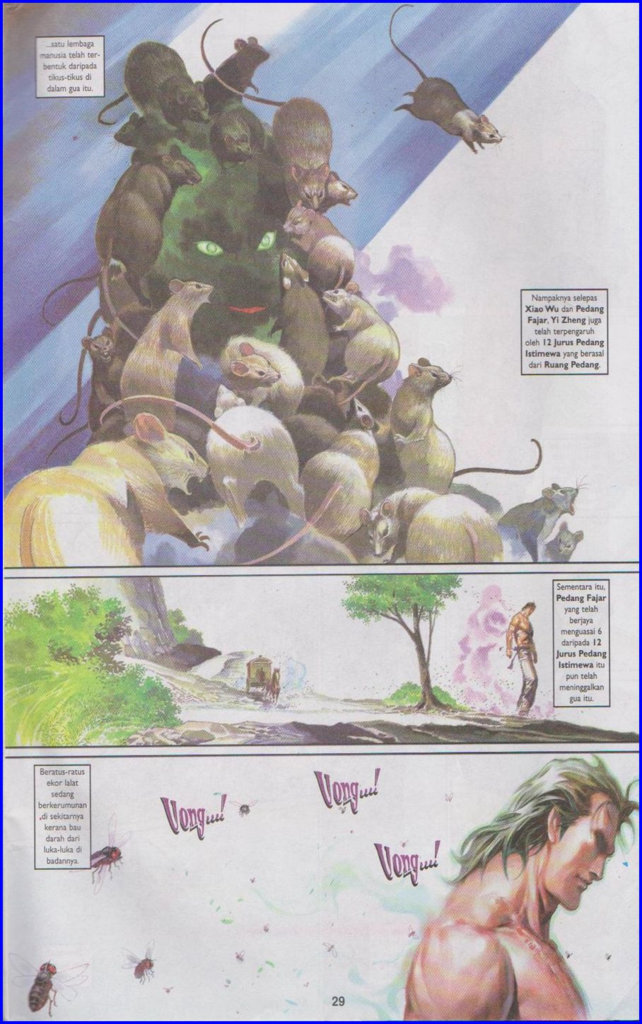 ...satu lembaga
manusia telah ter-
bentuk daripada
tikus-tikus di
dalam gua itu.
Nampaknya selepas
Xiao Wu dan Pedang
Fajar, Yi Zheng juga
telah terpengaruh
oleh 12 Jurus Pedang
Istimewa yang berasal
dari Ruang Pedang.
Sementara itu,
Pedang Fajar
yang telah
berjaya
menguasai 6
daripada 12
Jurus Pedang
Istimewa itu
pun telah
meninggalkan
gua itu.
Beratus-ratus
ekor lalat
sedang
berkerumunan
di sekitarnya
kerana bau
darah dari
luka-luka di
badannya.
Vong...!
Vong...!
Vong...!
29